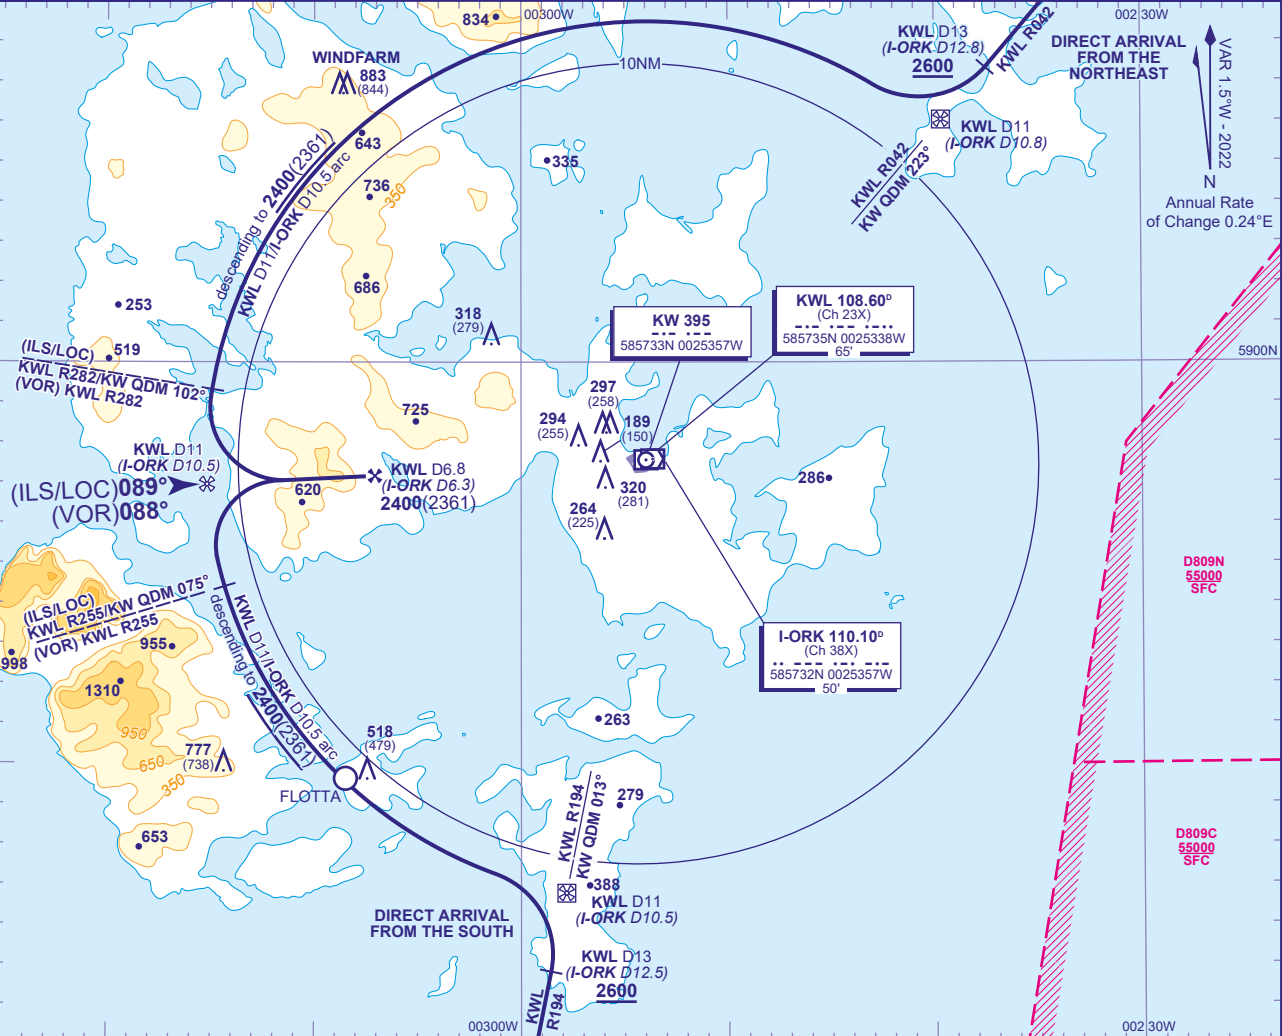 834
00300W
002 30W
KWL D13
(I-ORK D12.8)
2600
KWL R042
DIRECT ARRIVAL
FROM THE
NORTHEAST
VAR 1.5°W - 2022
N
Annual Rate
of Change 0.24°E
WINDFARM
883
(844)
10NM
643
335
KWL D11
(I-ORK D10.8)
KWL R042
KW QDM 223°
descending to 2400(2361)
KWL D11/I-ORK D10.5 arc
736
350
686
253
318
(279)
KW 395
585733N 0025357W
KWL 108.60ᴰ
(Ch 23X)
585735N 0025338W
65'
5900N
(ILS/LOC)
519
KWL R282/KW QDM 102°
(VOR) KWL R282
725
297
(258)
294
(255)
189
(150)
KWL D11
(I-ORK D10.5)
(ILS/LOC)089°
(VOR)088°
KWL D6.8
(I-ORK D6.3)
2400(2361)
620
320
(281)
264
(225)
286
D809N
55000
SFC
(ILS/LOC)
KWL R255/KW QDM 075°
(VOR) KWL R255
998
955
1310
950
650
350
777
(738)
653
KWL D11/I-ORK D10.5 arc
descending to 2400(2361)
I-ORK 110.10ᴰ
(Ch 38X)
585732N 0025357W
50'
263
518
(479)
FLOTTA
279
KWL R194
KW QDM 013°
388
KWL D11
(I-ORK D10.5)
D809C
55000
SFC
DIRECT ARRIVAL
FROM THE SOUTH
KWL D13
(I-ORK D12.5)
2600
KWL
R194
00300W
002 30W